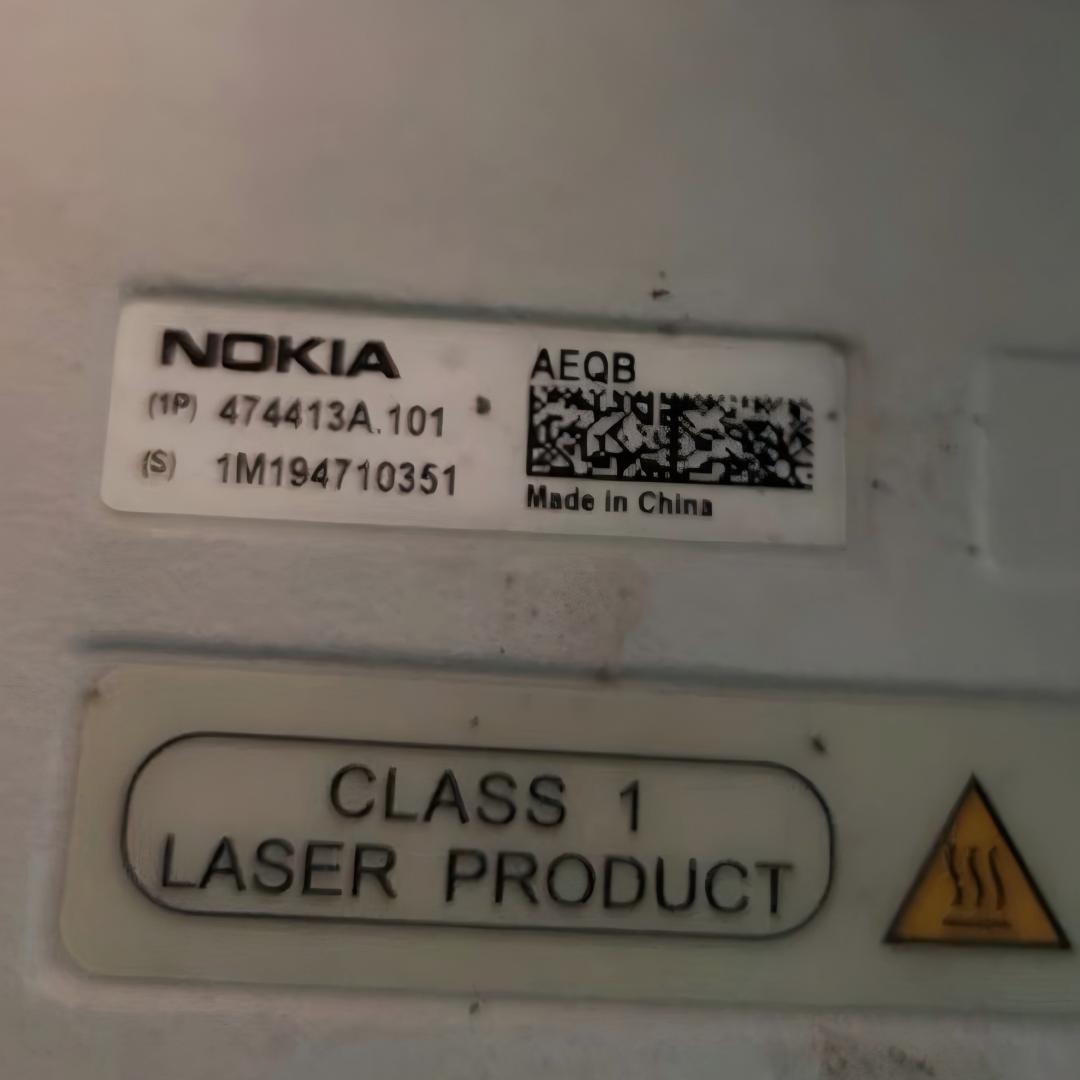 NOKIA
(1P) 474413A.101
(S) 1M194710351
AEQB
Made in China
CLASS 1
LASER PRODUCT